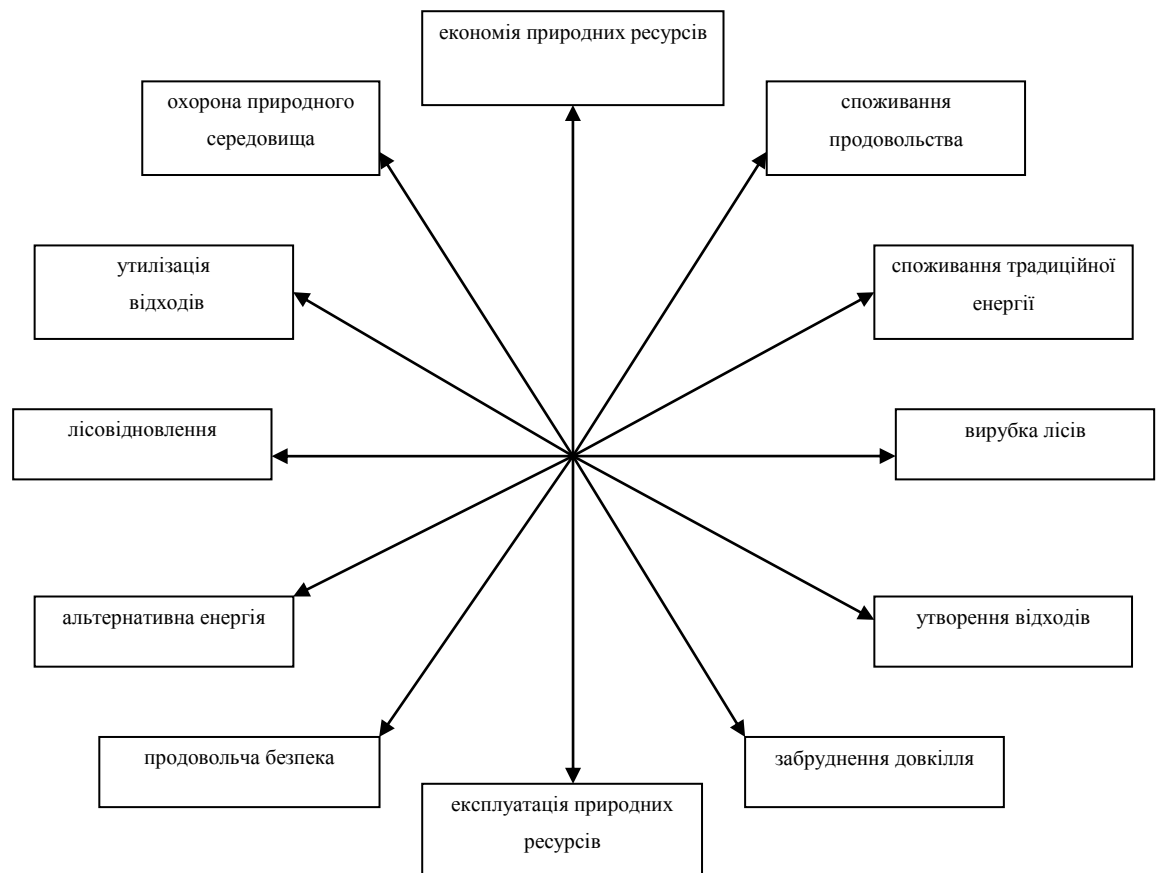 економія природних ресурсів
охорона природного
середовища
споживання
продовольства
утилізація
відходів
споживання традиційної
енергії
лісовідновлення
вирубка лісів
альтернативна енергія
утворення відходів
продовольча безпека
забруднення довкілля
експлуатація природних
ресурсів